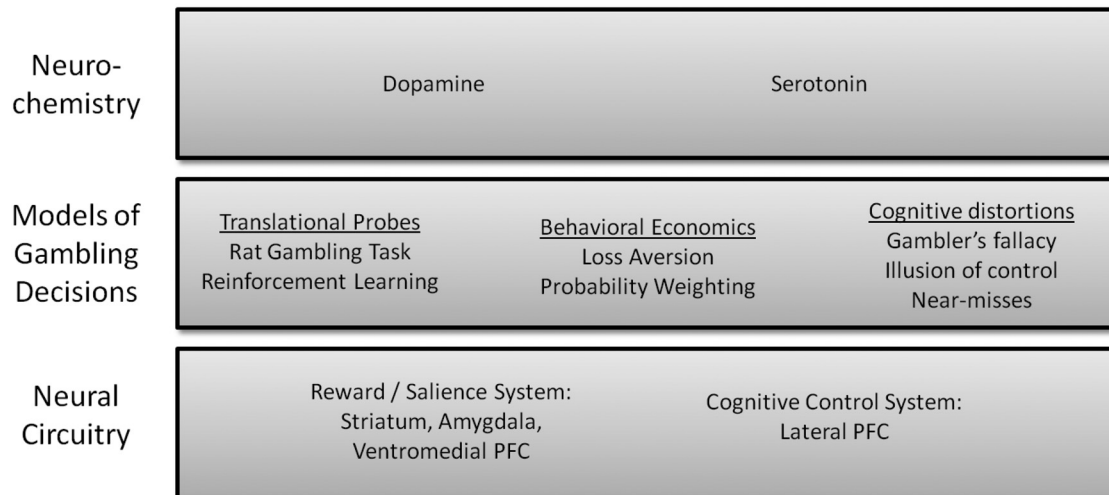 Neuro-
chemistry
Dopamine
Serotonin
Models of
Gambling
Decisions
Translational Probes
Rat Gambling Task
Reinforcement Learning
Behavioral Economics
Loss Aversion
Probability Weighting
Cognitive distortions
Gambler’s fallacy
Illusion of control
Near-misses
Neural
Circuitry
Reward / Salience System:
Striatum, Amygdala,
Ventromedial PFC
Cognitive Control System:
Lateral PFC